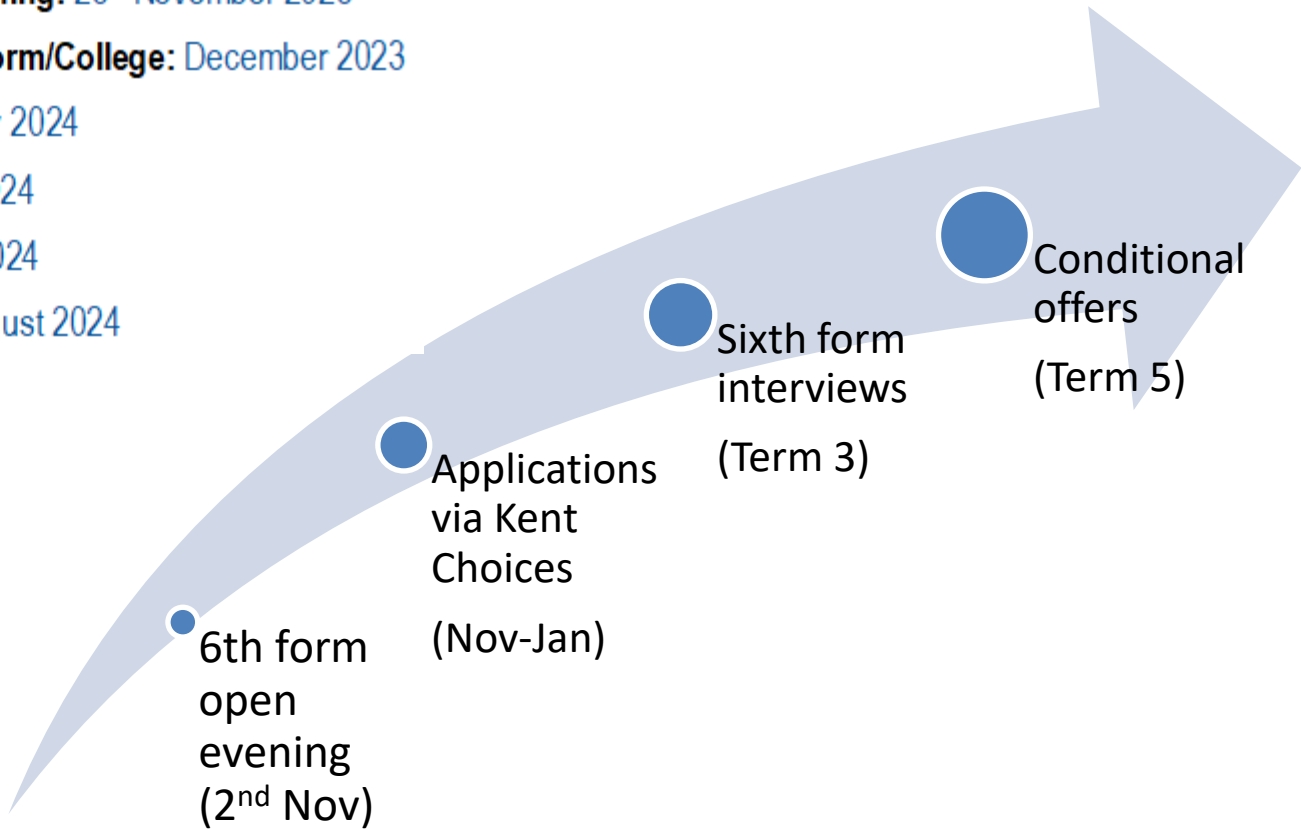 November
orm/College: December 2023
2024
24
024
ust 2024
Conditional
offers
(Term 5)
Sixth form
interviews
(Term 3)
Applications
via Kent
Choices
(Nov-Jan)
6th form
open
evening
(2nd Nov)